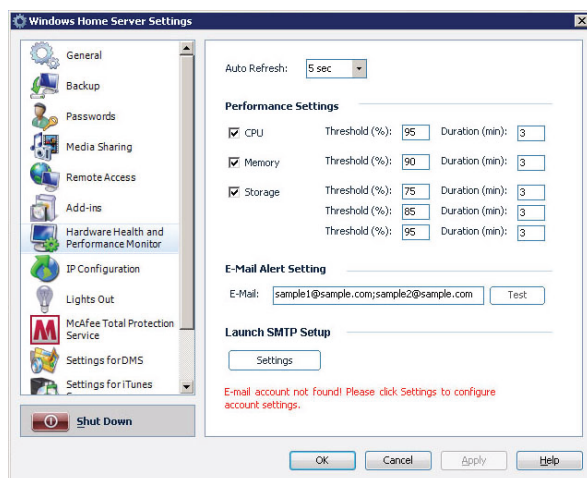 Windows Home Server Settings
General
Backup
Passwords
Media Sharing
Remote Access
Add-ins
Hardware Health and
Performance Monitor
IP Configuration
Lights Out
McAfee Total Protection
Service
Settings for DMS
Settings for iTunes
Shut Down
Auto Refresh: 5 sec
Performance Settings
CPU Threshold (%): 95 Duration (min): 3
Memory Threshold (%): 90 Duration (min): 3
Storage Threshold (%): 75 Duration (min): 3
Threshold (%): 85 Duration (min): 3
Threshold (%): 95 Duration (min): 3
E-Mail Alert Setting
E-Mail: sample1@sample.com;sample2@sample.com Test
Launch SMTP Setup
Settings
E-mail account not found! Please click Settings to configure
account settings.
OK Cancel Apply Help